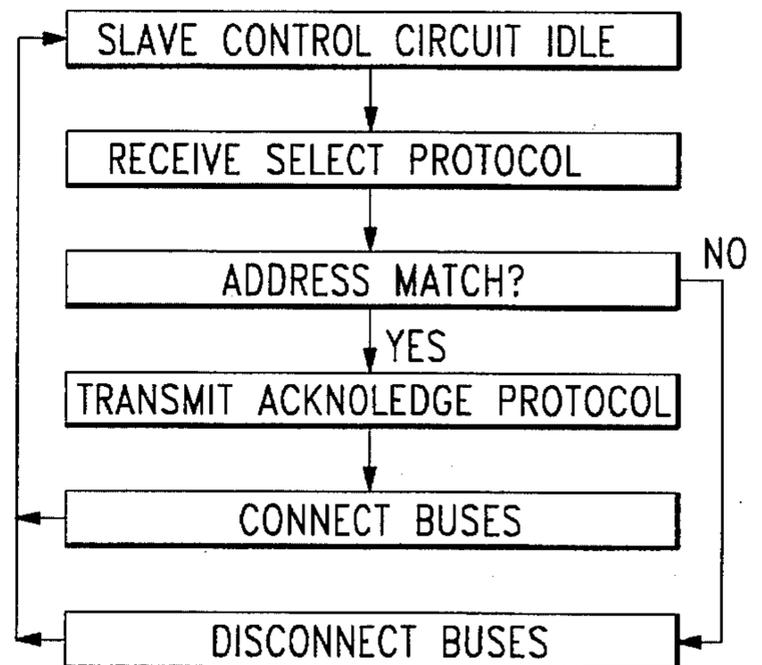 SLAVE CONTROL CIRCUIT IDLE
RECEIVE SELECT PROTOCOL
ADDRESS MATCH?
NO
YES
TRANSMIT ACKNOLEDGE PROTOCOL
CONNECT BUSES
DISCONNECT BUSES